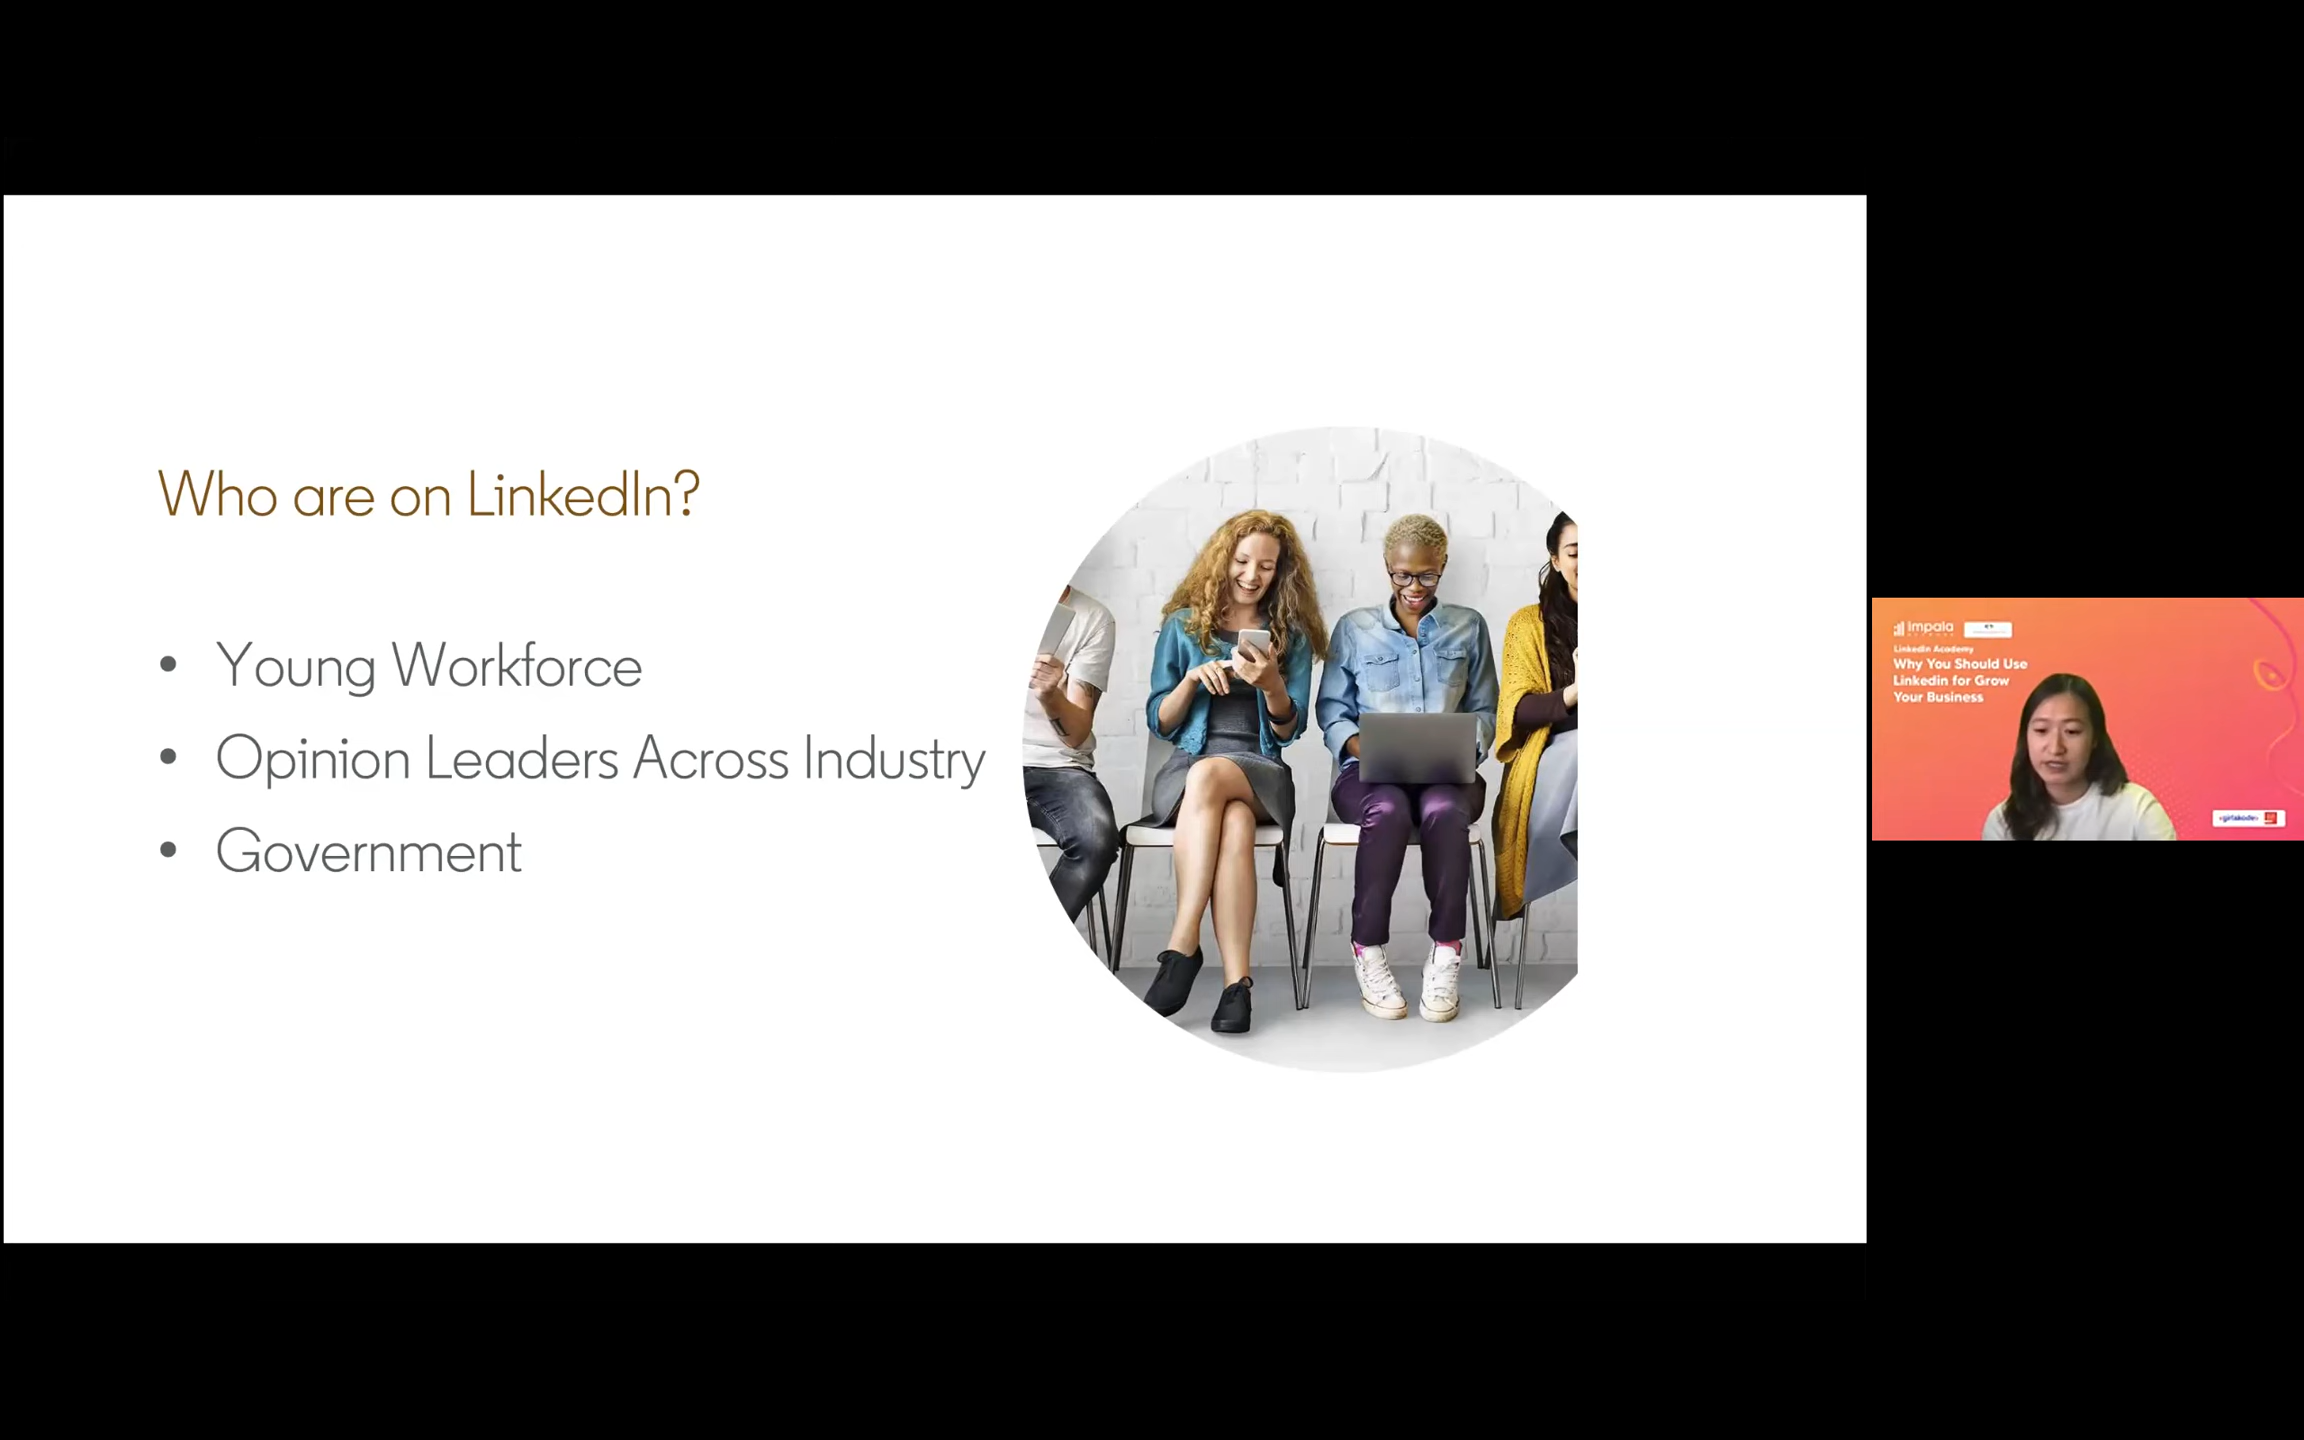 Who are on LinkedIn?
• Young Workforce
• Opinion Leaders Across Industry
• Government
impala
LinkedIn Academy
Why You Should Use
Linkedin for Grow
Your Business
<girlskode>